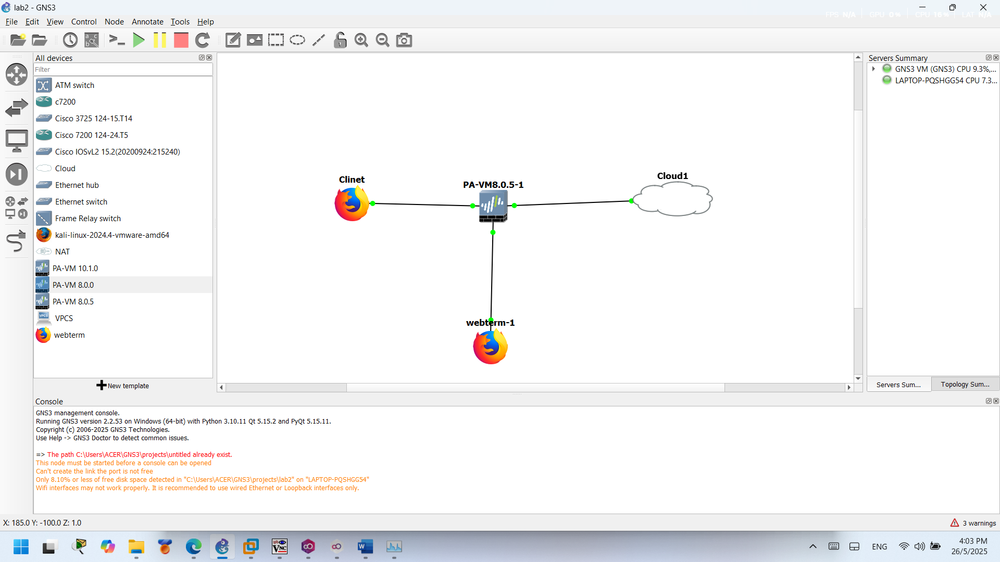 lab2 - GNS3
FPS N/A GPU 0% CPU 16% LAT N/A
File Edit View Control Node Annotate Tools Help
All devices
Filter
ATM switch
c7200
Cisco 3725 124-15.T14
Cisco 7200 124-24.T5
Cisco IOSvL2 15.2(20200924:215240)
Cloud
Ethernet hub
Ethernet switch
Frame Relay switch
kali-linux-2024.4-vmware-amd64
NAT
PA-VM 10.1.0
PA-VM 8.0.0
PA-VM 8.0.5
VPCS
VPCS
webterm
New template
Clinet
PA-VM8.0.5-1
Cloud1
webterm-1
Servers Summary
GNS3 VM (GNS3) CPU 9.3%,...
LAPTOP-PQSHGG54 CPU 7.3...
Servers Sum... Topology Sum...
Console
GNS3 management console.
Running GNS3 version 2.2.53 on Windows (64-bit) with Python 3.10.11 Qt 5.15.2 and PyQt 5.15.11.
Copyright (c) 2006-2025 GNS3 Technologies.
Use Help -> GNS3 Doctor to detect common issues.
=> The path C:\Users\ACER\GNS3\projects\untitled already exist.
This node must be started before a console can be opened
Can't create the link the port is not free
Only 8.10% or less of free disk space detected in "C:\Users\ACER\GNS3\projects\lab2" on "LAPTOP-PQSHGG54"
Wifi interfaces may not work properly. It is recommended to use wired Ethernet or Loopback interfaces only.
X: 185.0 Y: -100.0 Z: 1.0
3 warnings
VNC
ENG
4:03 PM
26/5/2025